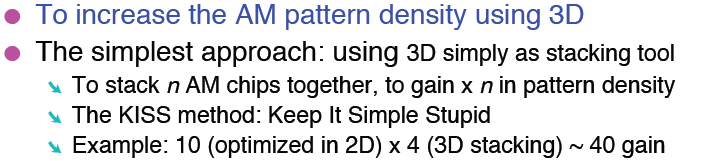 To increase the AM pattern density using 3D
The simplest approach: using 3D simply as stacking tool
To stack n AM chips together, to gain x n in pattern density
The KISS method: Keep It Simple Stupid
Example: 10 (optimized in 2D) x 4 (3D stacking) ~ 40 gain